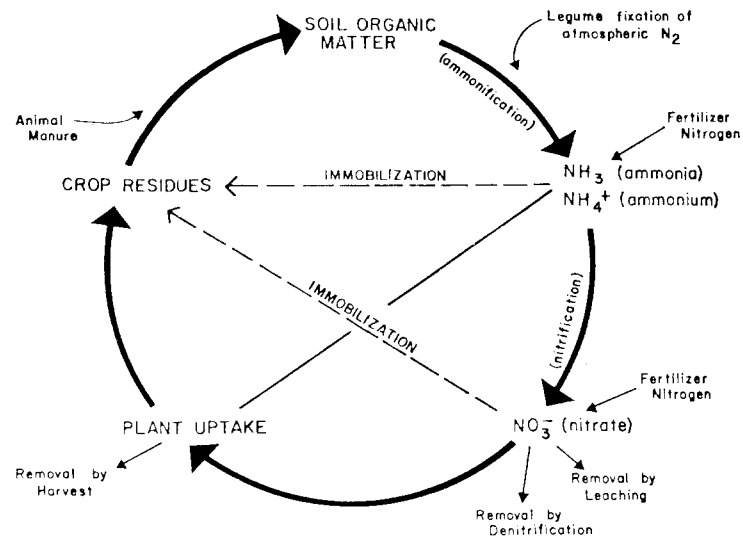 SOIL ORGANIC
MATTER
Legume fixation of
atmospheric N₂
(ammonification)
Animal
Manure
Fertilizer
Nitrogen
CROP RESIDUES
IMMOBILIZATION
NH₃ (ammonia)
NH₄⁺ (ammonium)
IMMOBILIZATION
(nitrification)
Fertilizer
Nitrogen
PLANT UPTAKE
NO₃⁻ (nitrate)
Removal by
Harvest
Removal by
Leaching
Removal by
Denitrification